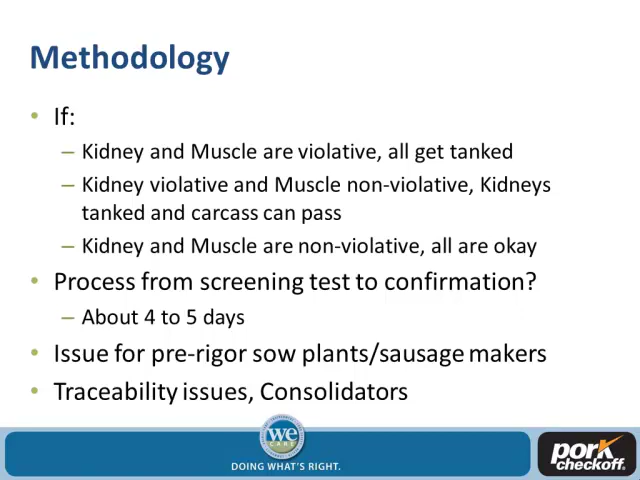 Methodology
• If:
– Kidney and Muscle are violative, all get tanked
– Kidney violative and Muscle non-violative, Kidneys
tanked and carcass can pass
– Kidney and Muscle are non-violative, all are okay
• Process from screening test to confirmation?
– About 4 to 5 days
• Issue for pre-rigor sow plants/sausage makers
• Traceability issues, Consolidators
we
CARE
DOING WHAT'S RIGHT.
pork
checkoff®